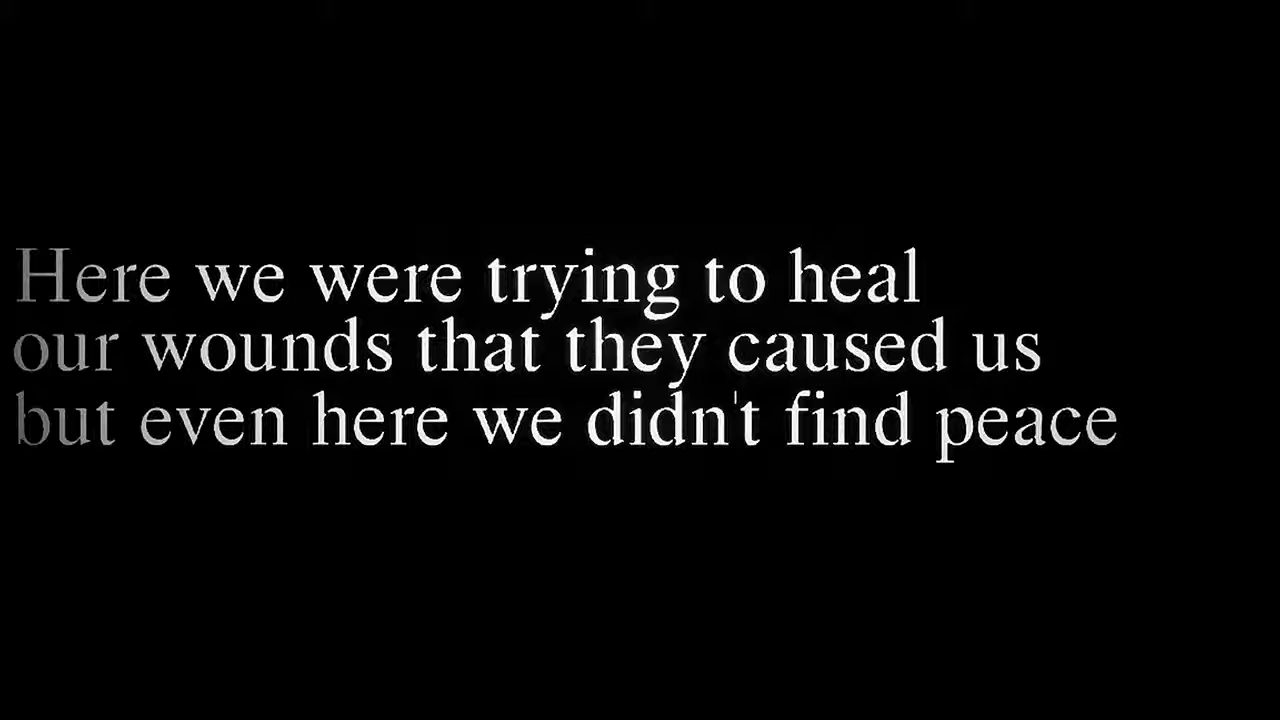 Here we were trying to heal
our wounds that they caused us
but even here we didn't find peace